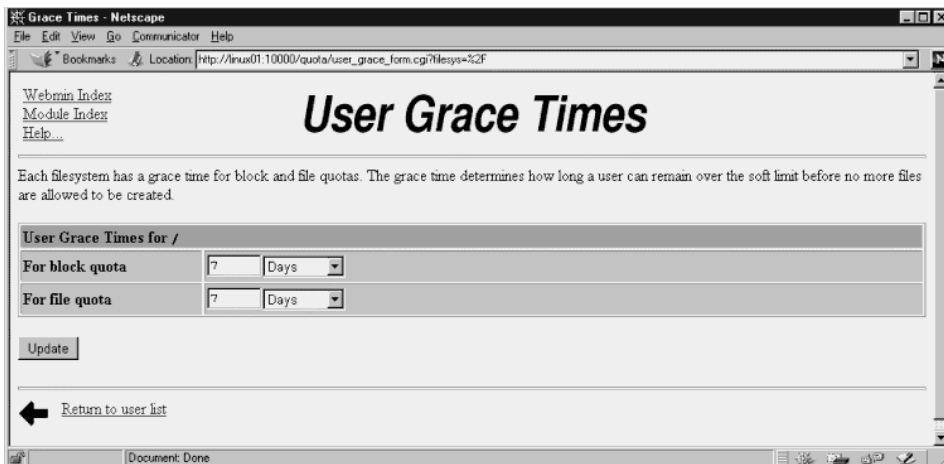 Grace Times - Netscape
File Edit View Go Communicator Help
Bookmarks Location: http://linux01:10000/quota/user_grace_form.cgi?filesys=%2F
Webmin Index
Module Index
Help...
User Grace Times
Each filesystem has a grace time for block and file quotas. The grace time determines how long a user can remain over the soft limit before no more files
are allowed to be created.
User Grace Times for /
For block quota 7 Days
For file quota 7 Days
Update
Return to user list
Document: Done